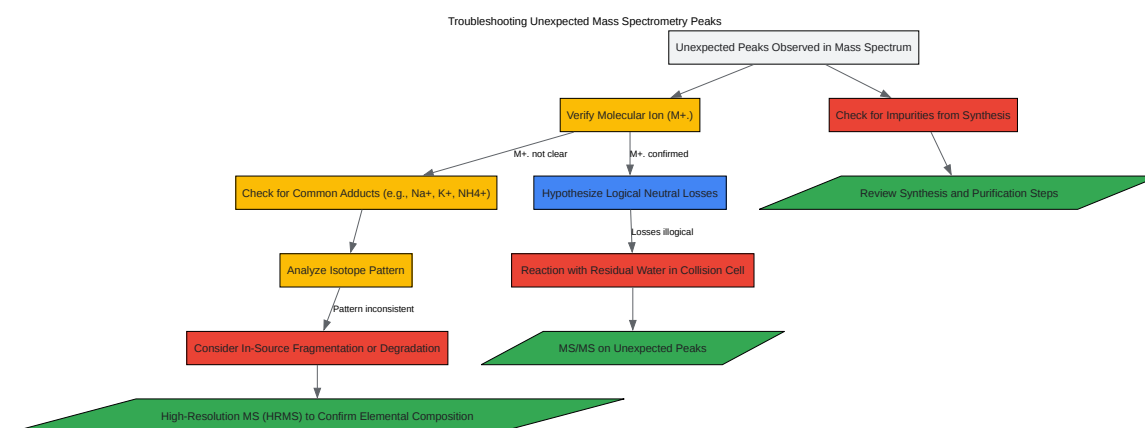 Troubleshooting Unexpected Mass Spectrometry Peaks
Unexpected Peaks Observed in Mass Spectrum
Verify Molecular Ion (M+.)
Check for Impurities from Synthesis
M+. not clear
M+. confirmed
Check for Common Adducts (e.g., Na+, K+, NH4+)
Hypothesize Logical Neutral Losses
Review Synthesis and Purification Steps
Losses illogical
Analyze Isotope Pattern
Reaction with Residual Water in Collision Cell
Pattern inconsistent
Consider In-Source Fragmentation or Degradation
MS/MS on Unexpected Peaks
High-Resolution MS (HRMS) to Confirm Elemental Composition